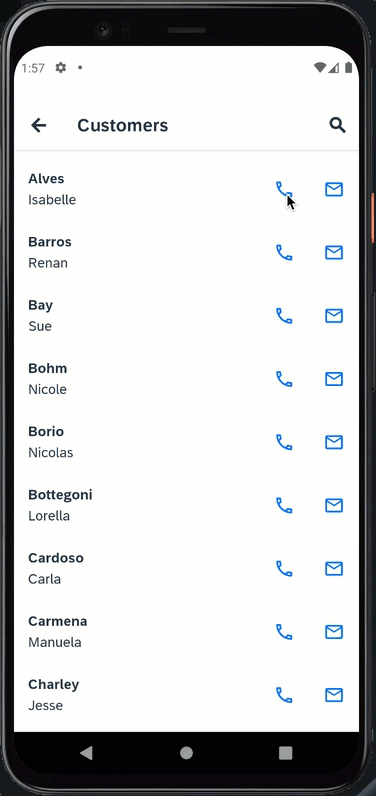 1:57
Customers
Alves
Isabelle
Barros
Renan
Bay
Sue
Bohm
Nicole
Borio
Nicolas
Bottegoni
Lorella
Cardoso
Carla
Carmena
Manuela
Charley
Jesse